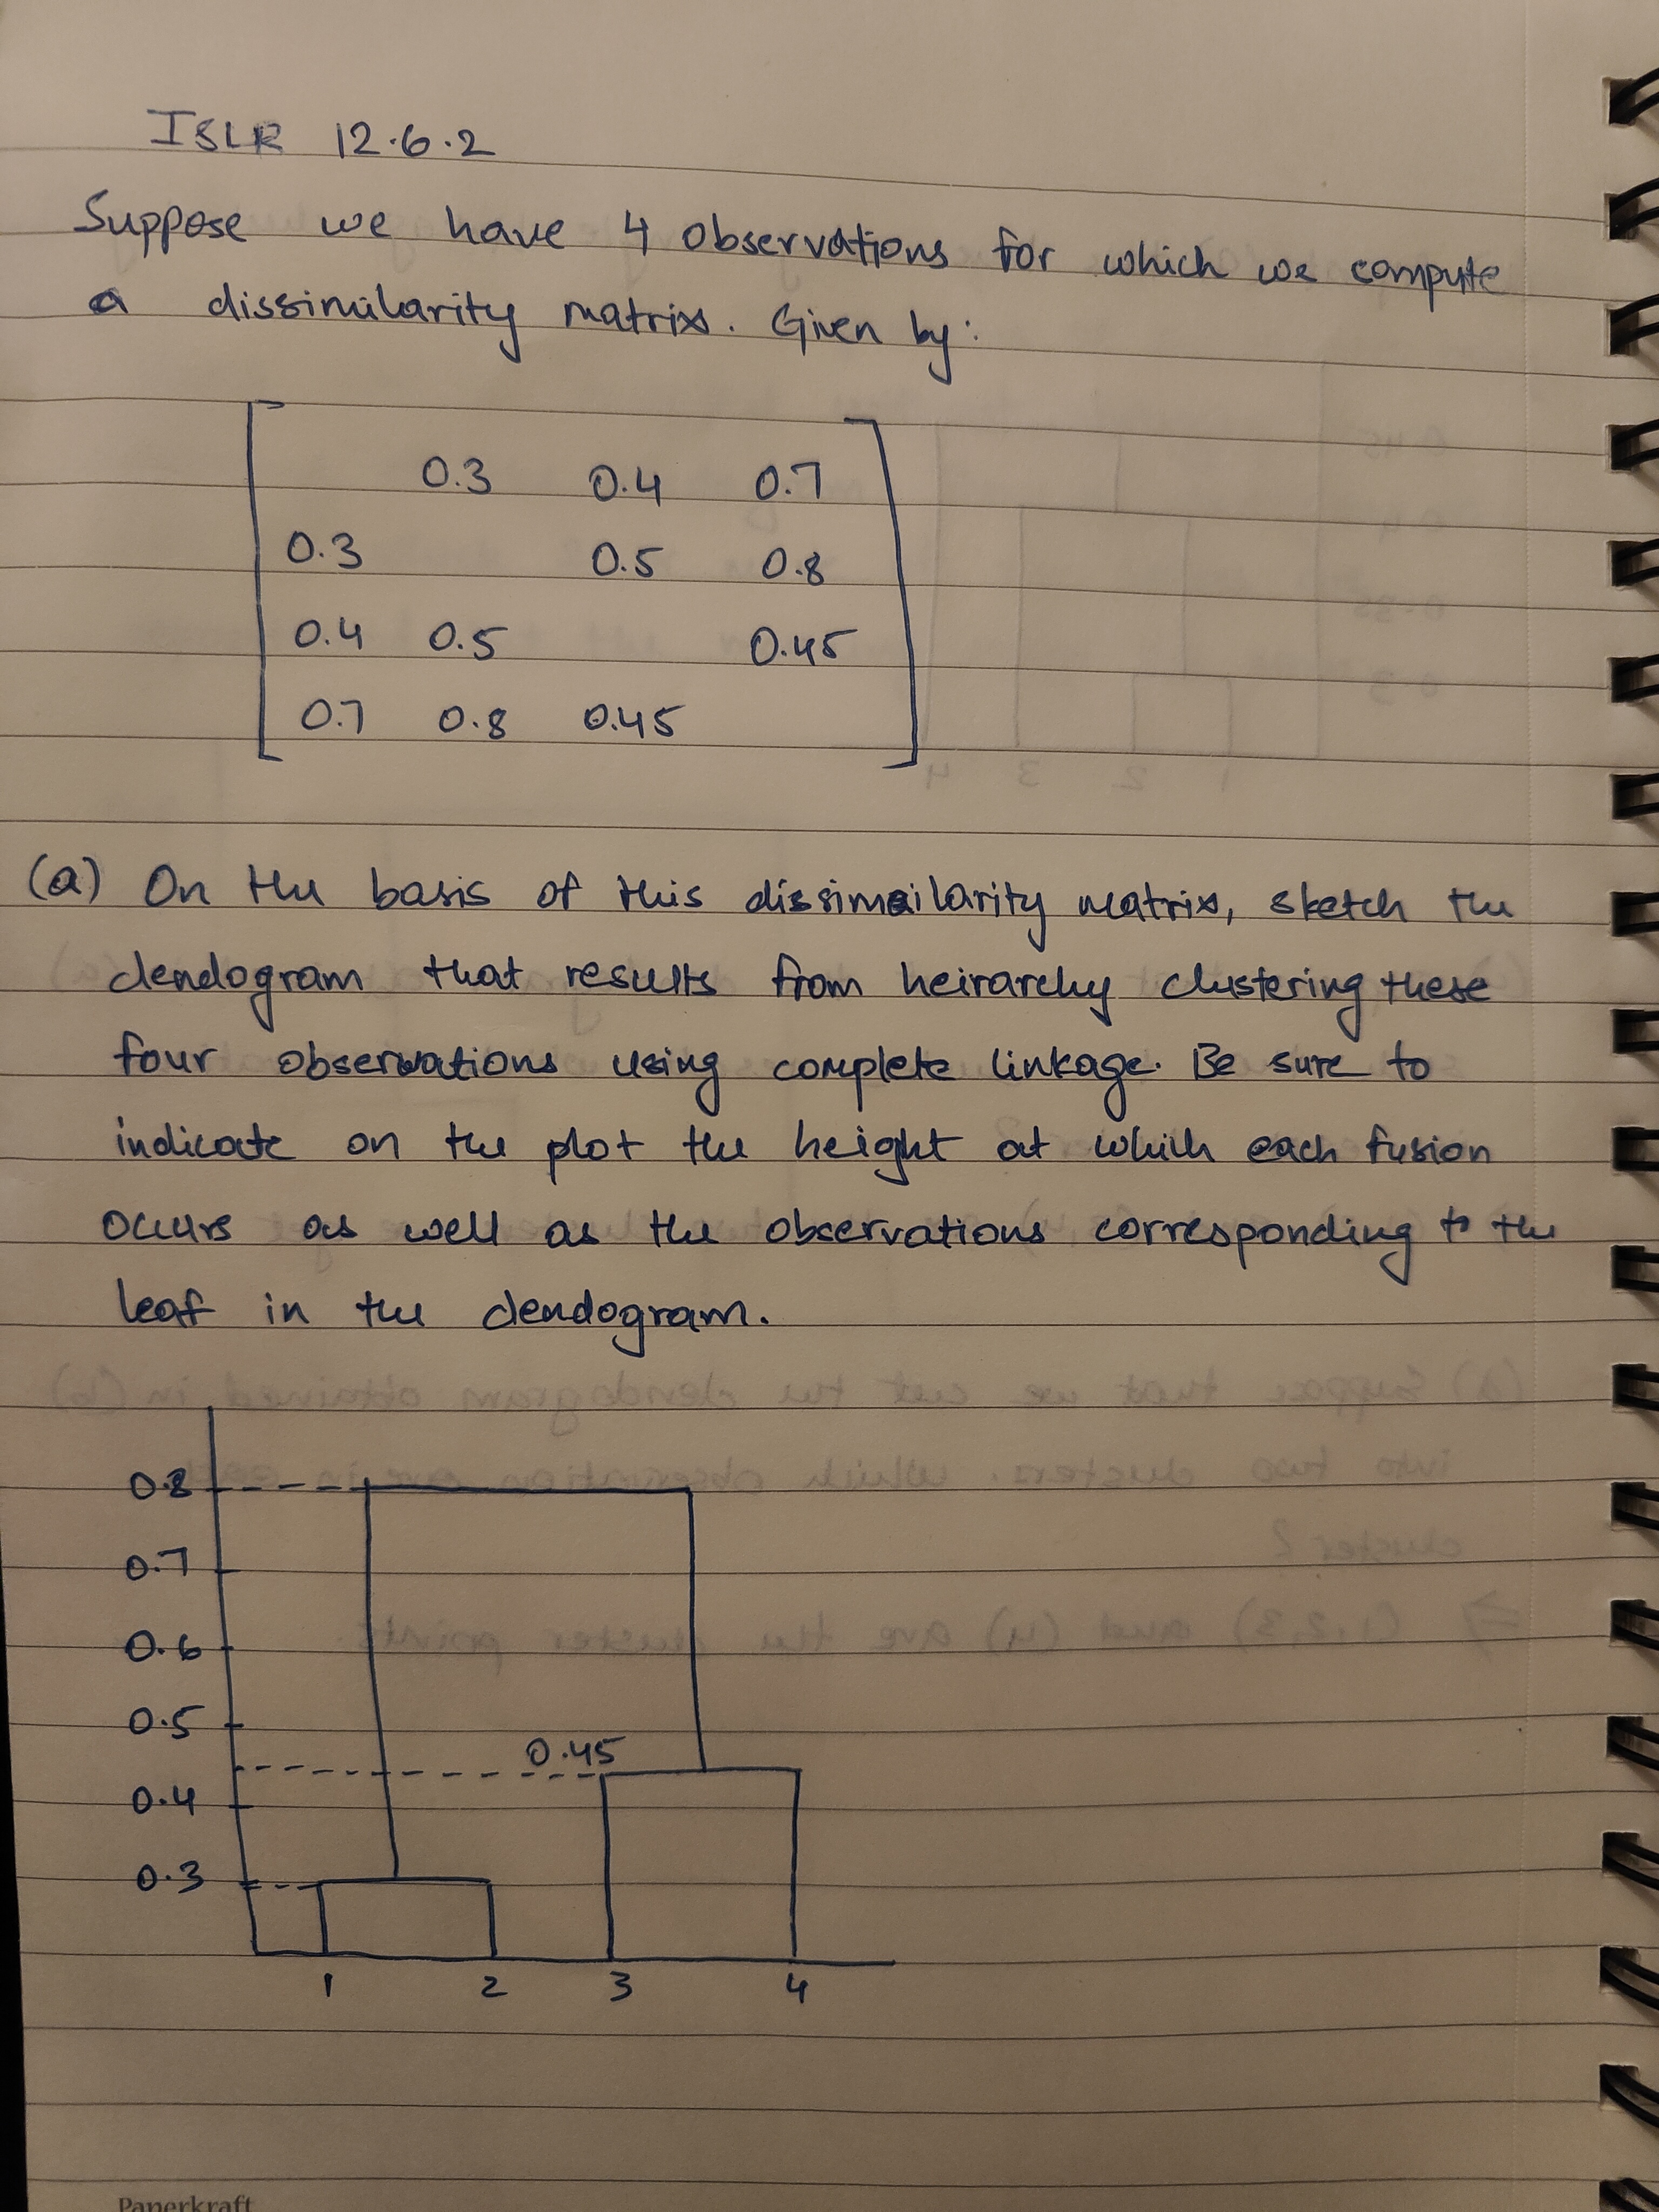 ISLR 12.6.2
Suppose we have 4 observations for which we compute
a dissimilarity matrix. Given by:
0.3 0.4 0.7
0.3 0.5 0.8
0.4 0.5 0.45
0.7 0.8 0.45
(a) On the basis of this dissimilarity matrix, sketch the
dendogram that results from heirarchy clustering these
four observations using complete linkage. Be sure to
indicate on the plot the height at which each fusion
occurs as well as the observations corresponding to the
leaf in the dendogram.
0.8
0.7
0.6
0.5
0.45
0.4
0.3
1 2 3 4
Paperkraft